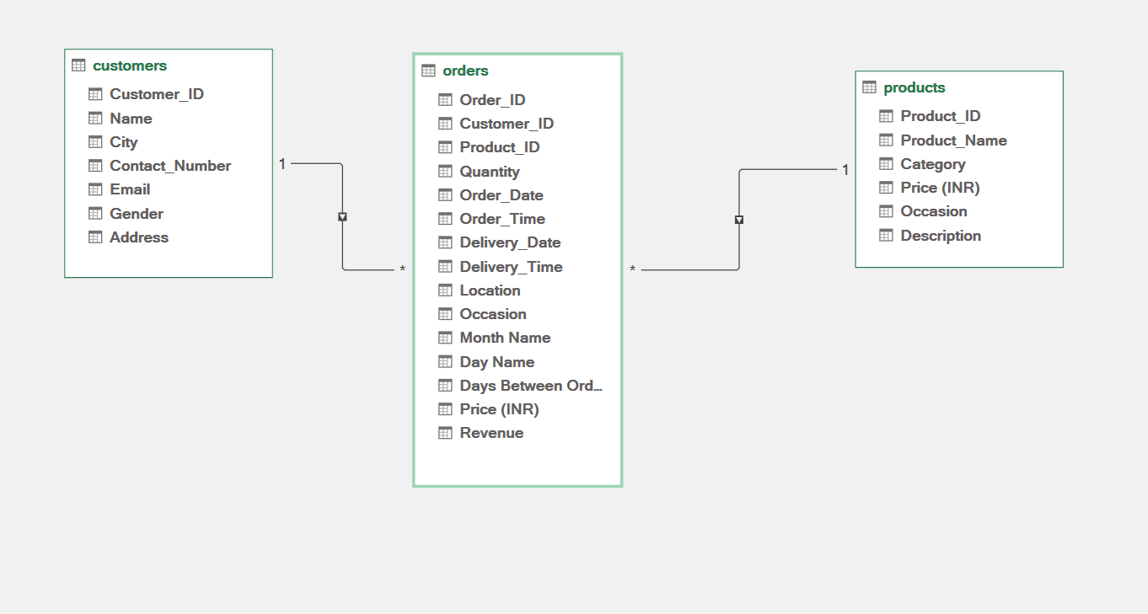 customers
Customer_ID
Name
City
Contact_Number
Email
Gender
Address
1
*
orders
Order_ID
Customer_ID
Product_ID
Quantity
Order_Date
Order_Time
Delivery_Date
Delivery_Time
Location
Occasion
Month Name
Day Name
Days Between Ord...
Price (INR)
Revenue
*
1
products
Product_ID
Product_Name
Category
Price (INR)
Occasion
Description